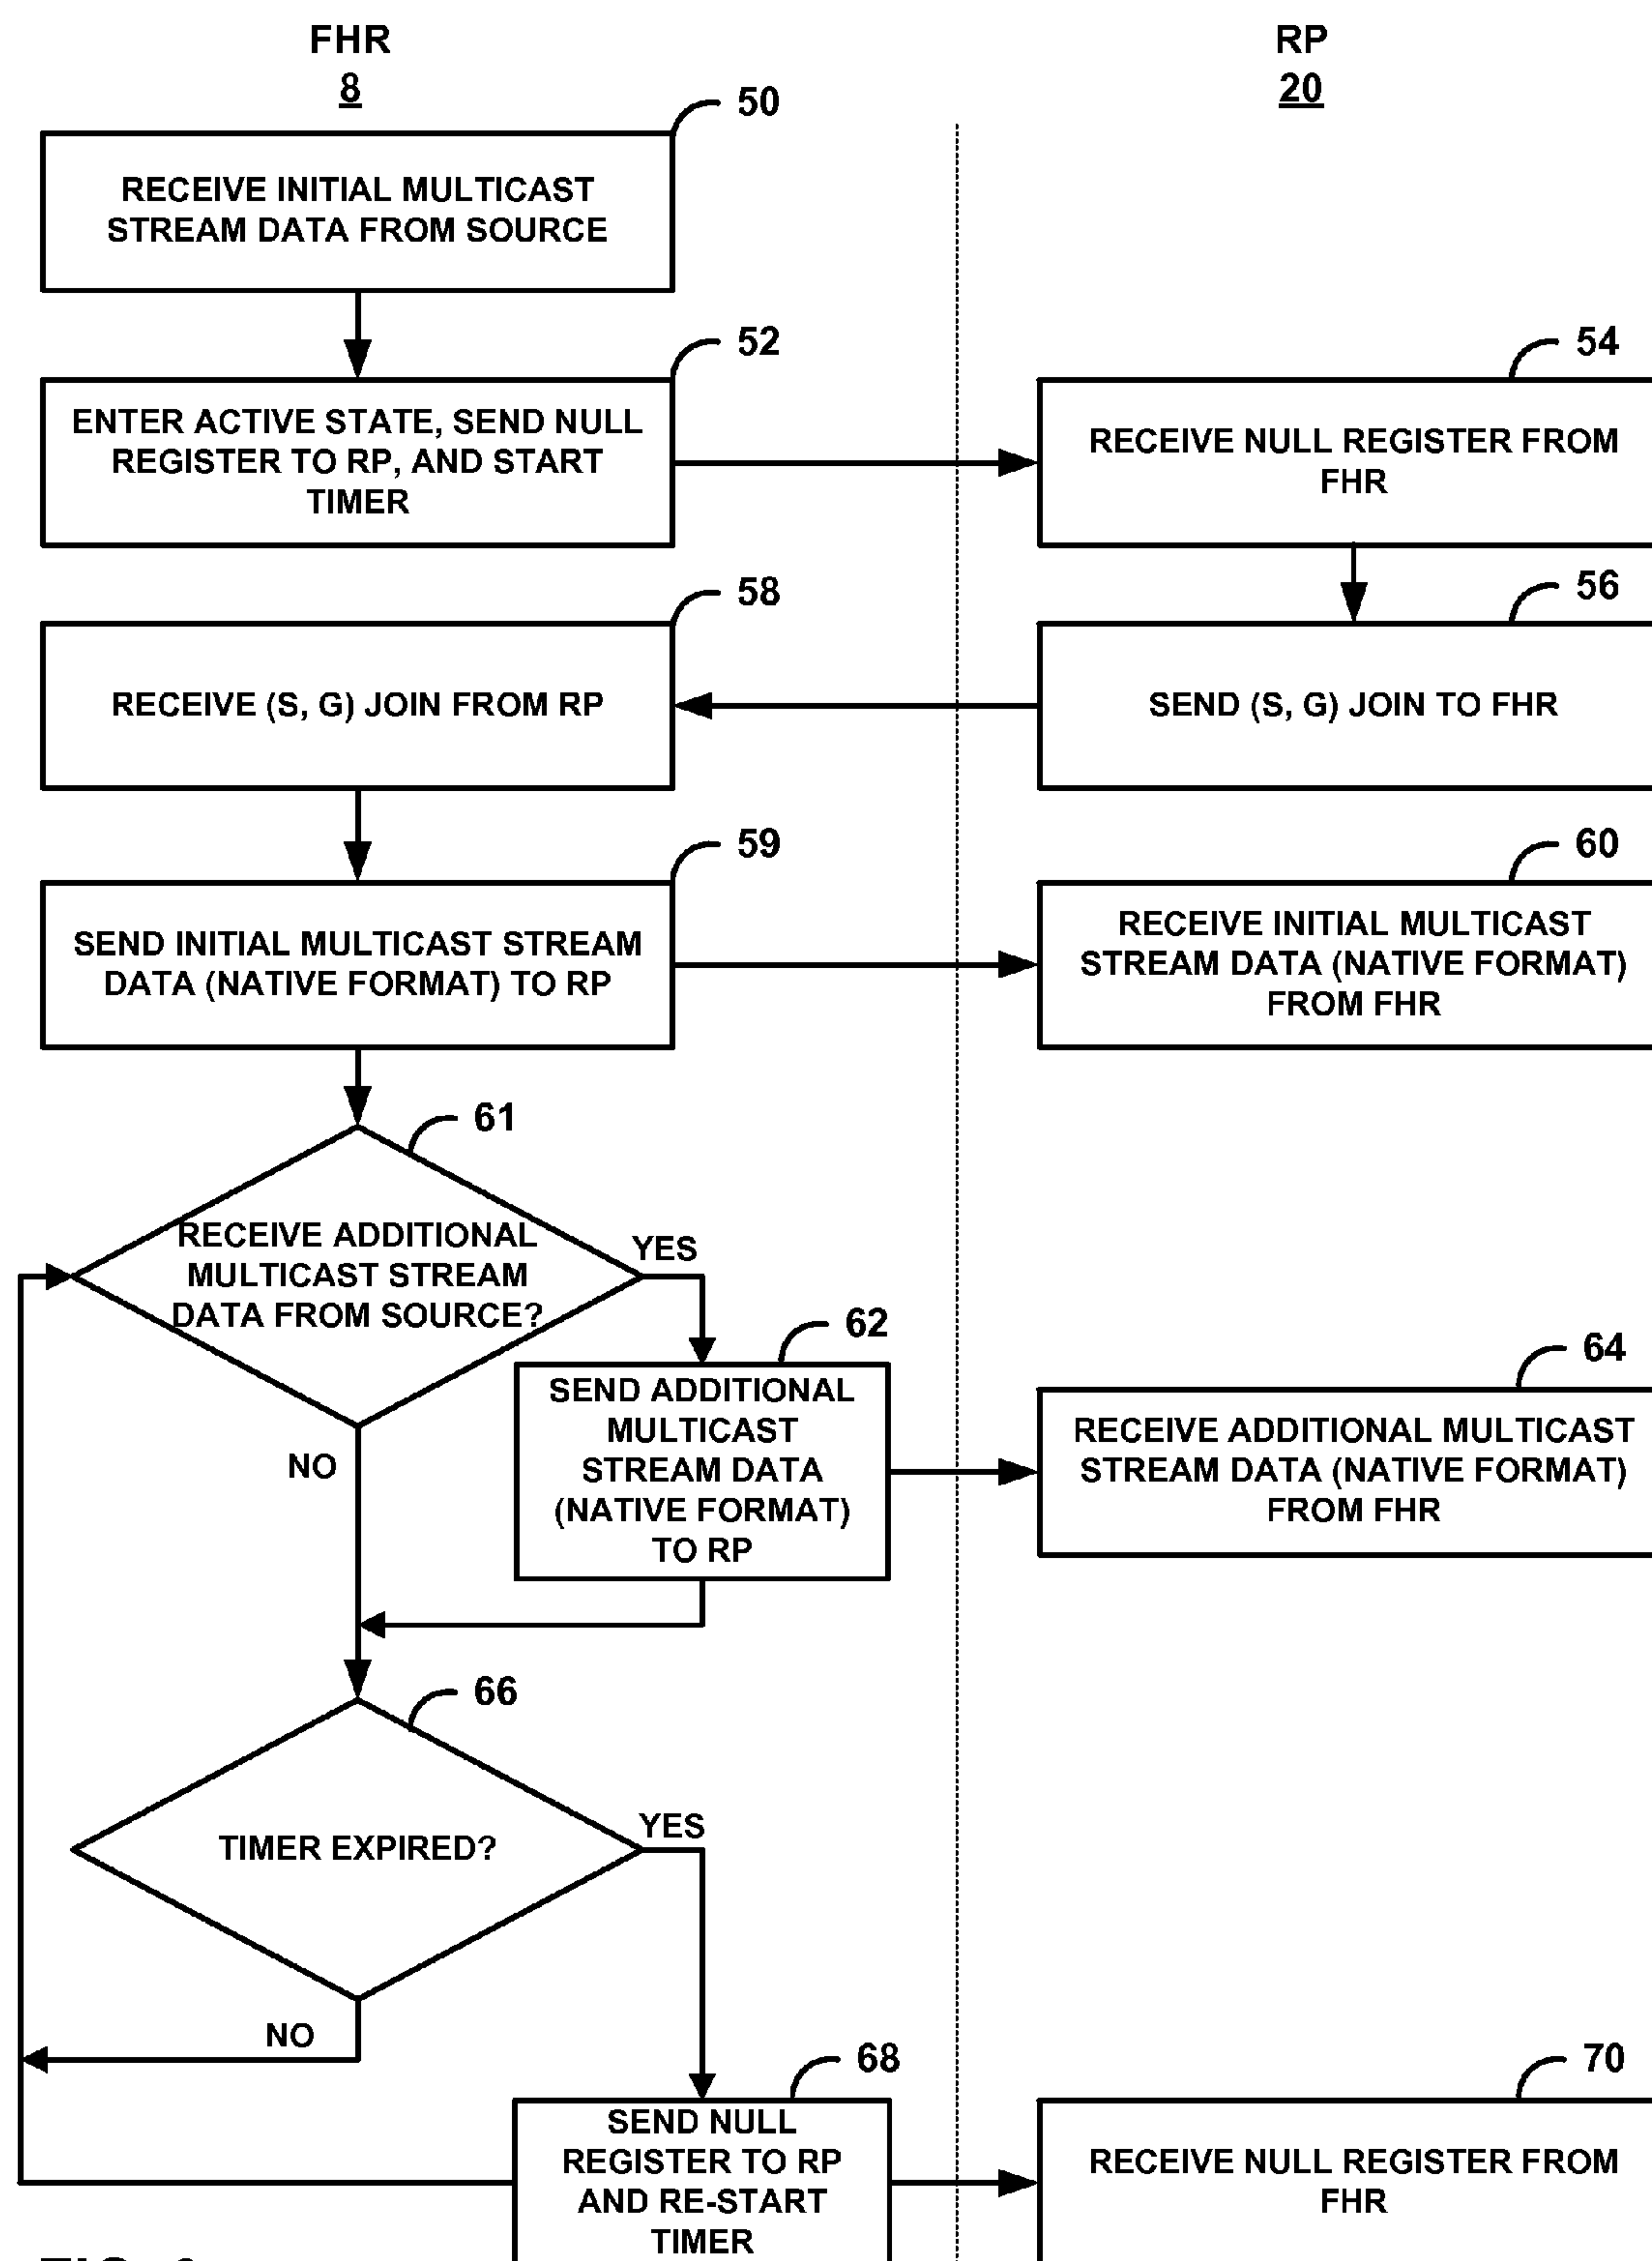 FHR
8
RP
20
50
RECEIVE INITIAL MULTICAST
STREAM DATA FROM SOURCE
52
ENTER ACTIVE STATE, SEND NULL
REGISTER TO RP, AND START
TIMER
54
RECEIVE NULL REGISTER FROM
FHR
56
SEND (S, G) JOIN TO FHR
58
RECEIVE (S, G) JOIN FROM RP
59
SEND INITIAL MULTICAST STREAM
DATA (NATIVE FORMAT) TO RP
60
RECEIVE INITIAL MULTICAST
STREAM DATA (NATIVE FORMAT)
FROM FHR
61
RECEIVE ADDITIONAL
MULTICAST STREAM
DATA FROM SOURCE?
YES
NO
62
SEND ADDITIONAL
MULTICAST
STREAM DATA
(NATIVE FORMAT)
TO RP
64
RECEIVE ADDITIONAL MULTICAST
STREAM DATA (NATIVE FORMAT)
FROM FHR
66
TIMER EXPIRED?
YES
NO
68
SEND NULL
REGISTER TO RP
AND RE-START
TIMER
70
RECEIVE NULL REGISTER FROM
FHR